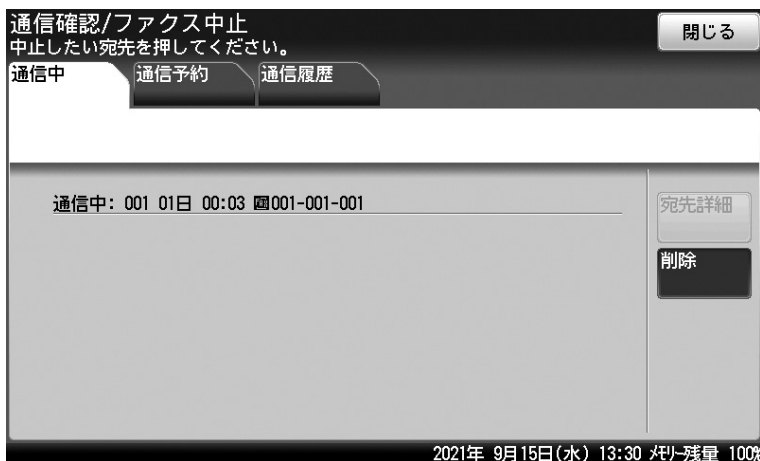 通信確認/ファクス中止
中止したい宛先を押してください。
閉じる
通信中 通信予約 通信履歴
通信中: 001 01日 00:03 001-001-001
宛先詳細
削除
2021年 9月15日(水) 13:30 ﾒﾓﾘｰ残量 100%